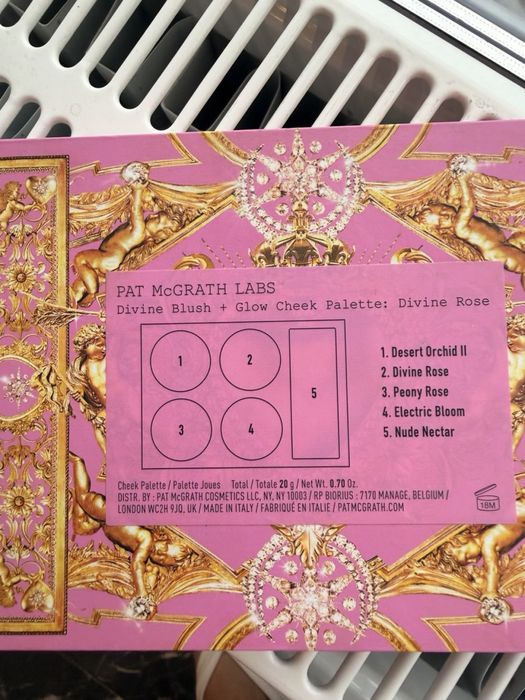 PAT McGRATH LABS
Divine Blush + Glow Cheek Palette: Divine Rose
1
2
3
4
5
1. Desert Orchid II
2. Divine Rose
3. Peony Rose
4. Electric Bloom
5. Nude Nectar
Cheek Palette / Palette Joues Total / Totale 20 g / Net Wt. 0.70 Oz.
DISTR. BY : PAT McGRATH COSMETICS LLC, NY, NY 10003 / RP BIORIUS : 7170 MANAGE, BELGIUM /
LONDON WC2H 9JQ, UK / MADE IN ITALY / FABRIQUÉ EN ITALIE / PATMCGRATH.COM
18M